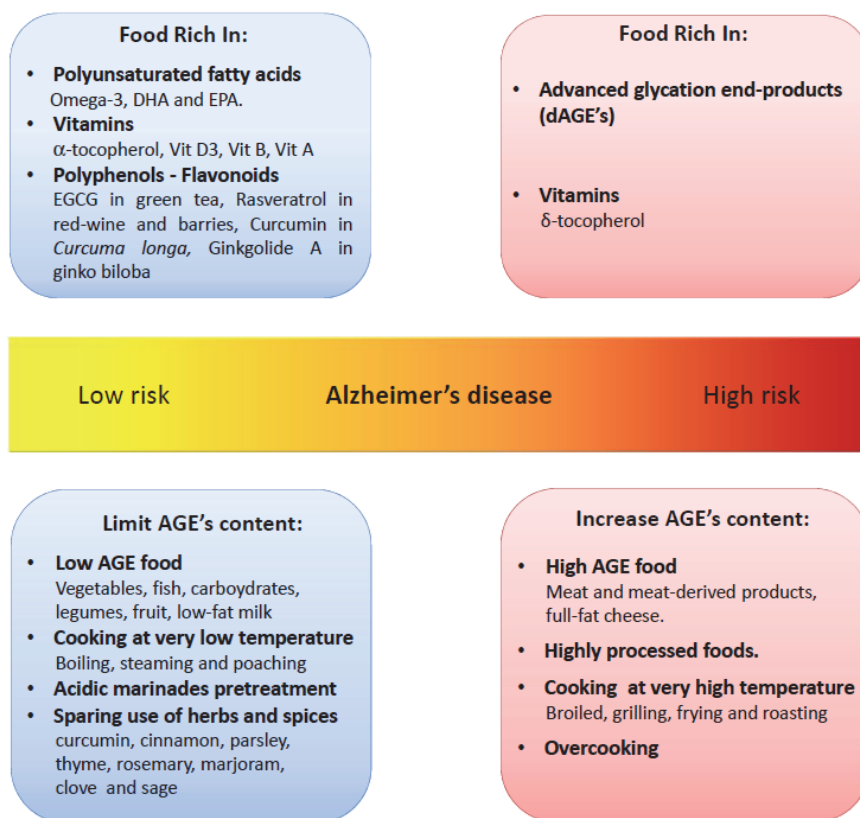 Food Rich In:
• Polyunsaturated fatty acids
Omega-3, DHA and EPA.
• Vitamins
α-tocopherol, Vit D3, Vit B, Vit A
• Polyphenols - Flavonoids
EGCG in green tea, Rasveratrol in
red-wine and barries, Curcumin in
Curcuma longa, Ginkgolide A in
ginko biloba
Food Rich In:
• Advanced glycation end-products
(dAGE's)
• Vitamins
δ-tocopherol
Low risk
Alzheimer's disease
High risk
Limit AGE's content:
• Low AGE food
Vegetables, fish, carboydrates,
legumes, fruit, low-fat milk
• Cooking at very low temperature
Boiling, steaming and poaching
• Acidic marinades pretreatment
• Sparing use of herbs and spices
curcumin, cinnamon, parsley,
thyme, rosemary, marjoram,
clove and sage
Increase AGE's content:
• High AGE food
Meat and meat-derived products,
full-fat cheese.
• Highly processed foods.
• Cooking at very high temperature
Broiled, grilling, frying and roasting
• Overcooking